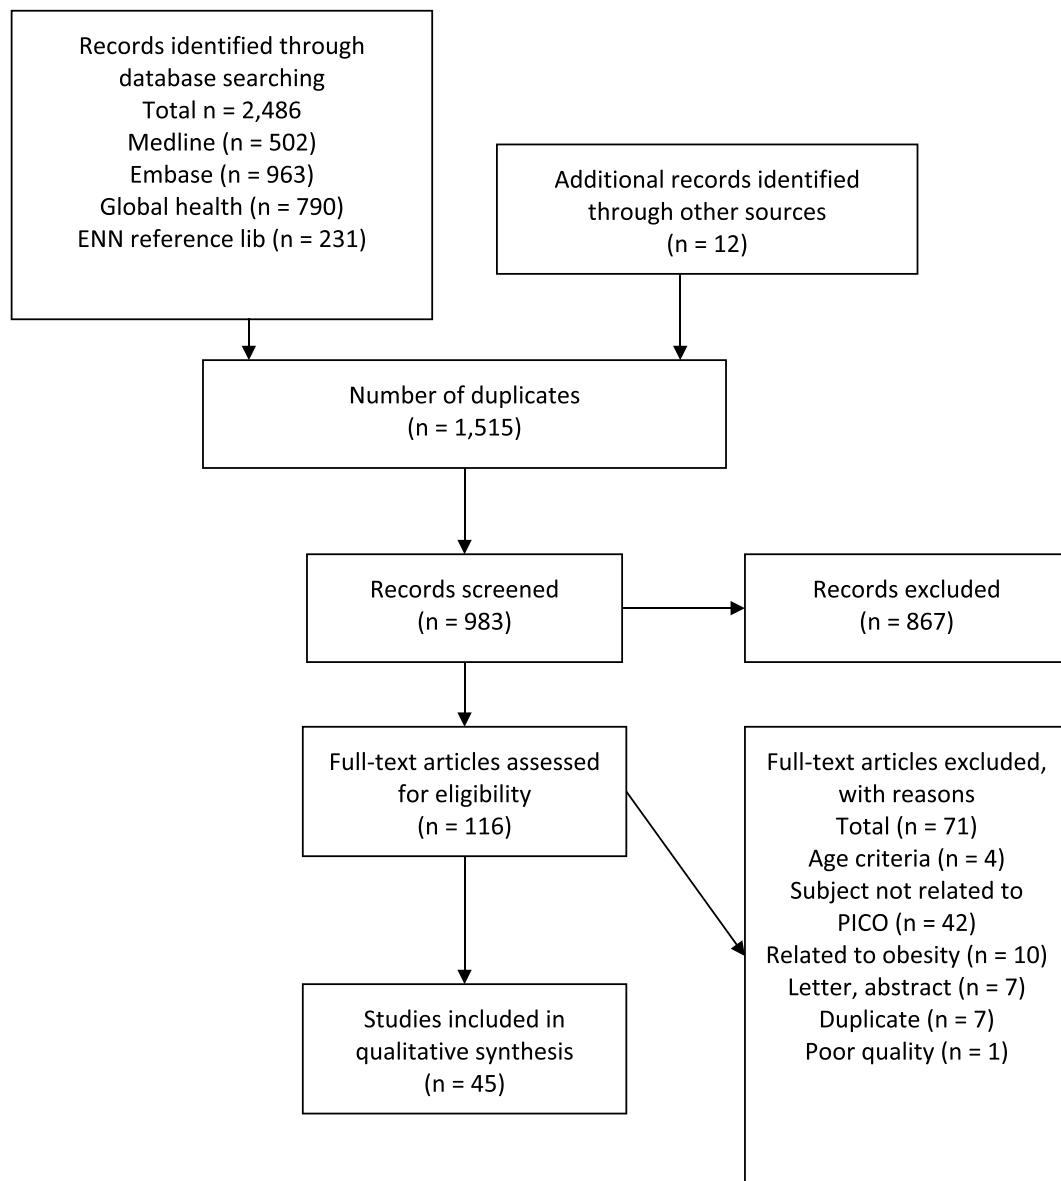 Records identified through
database searching
Total n = 2,486
Medline (n = 502)
Embase (n = 963)
Global health (n = 790)
ENN reference lib (n = 231)
Additional records identified
through other sources
(n = 12)
Number of duplicates
(n = 1,515)
Records screened
(n = 983)
Records excluded
(n = 867)
Full-text articles assessed
for eligibility
(n = 116)
Full-text articles excluded,
with reasons
Total (n = 71)
Age criteria (n = 4)
Subject not related to
PICO (n = 42)
Related to obesity (n = 10)
Letter, abstract (n = 7)
Duplicate (n = 7)
Poor quality (n = 1)
Studies included in
qualitative synthesis
(n = 45)